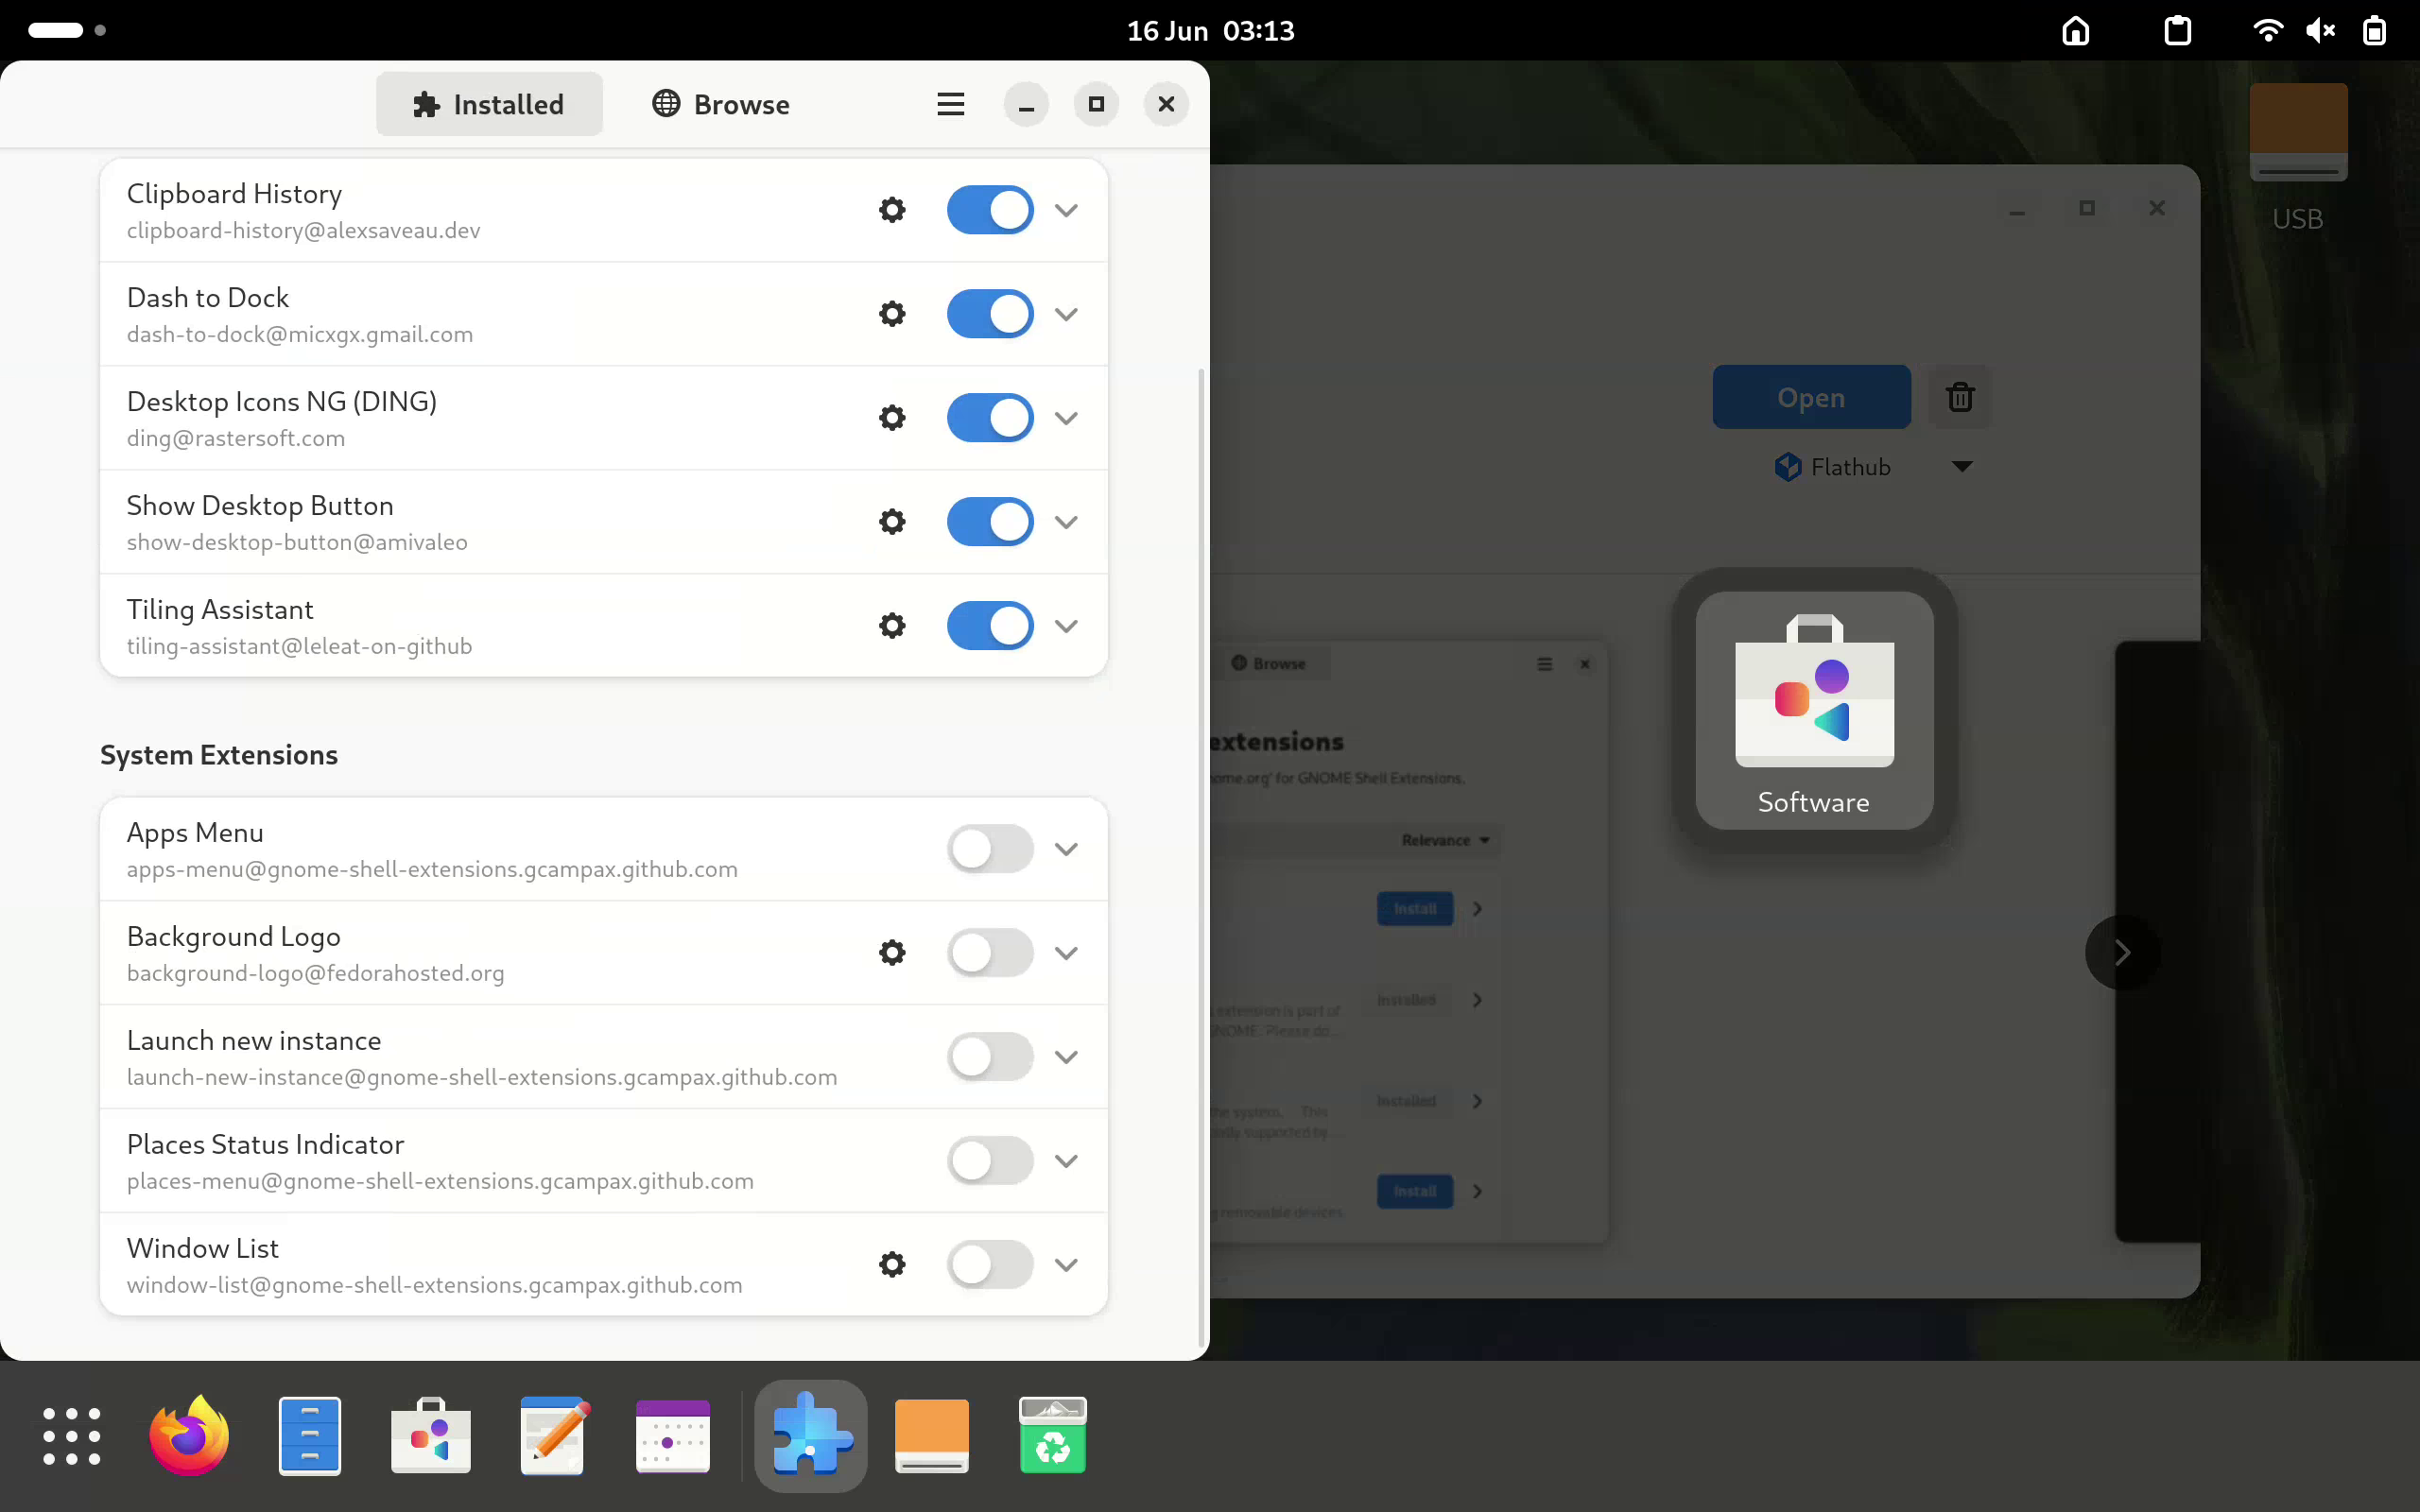 16 Jun 03:13
Installed
Browse
Clipboard History
clipboard-history@alexsaveau.dev
Dash to Dock
dash-to-dock@micxgx.gmail.com
Desktop Icons NG (DING)
ding@rastersoft.com
Show Desktop Button
show-desktop-button@amivaleo
Tiling Assistant
tiling-assistant@leleat-on-github
System Extensions
Apps Menu
apps-menu@gnome-shell-extensions.gcampax.github.com
Background Logo
background-logo@fedorahosted.org
Launch new instance
launch-new-instance@gnome-shell-extensions.gcampax.github.com
Places Status Indicator
places-menu@gnome-shell-extensions.gcampax.github.com
Window List
window-list@gnome-shell-extensions.gcampax.github.com
USB
Open
Flathub
Browse
extensions
ome.org' for GNOME Shell Extensions.
Relevance
Install
Installed
extension is part of
GNOME. Please do...
Installed
the system. This
ally supported by...
Install
removable devices
Software